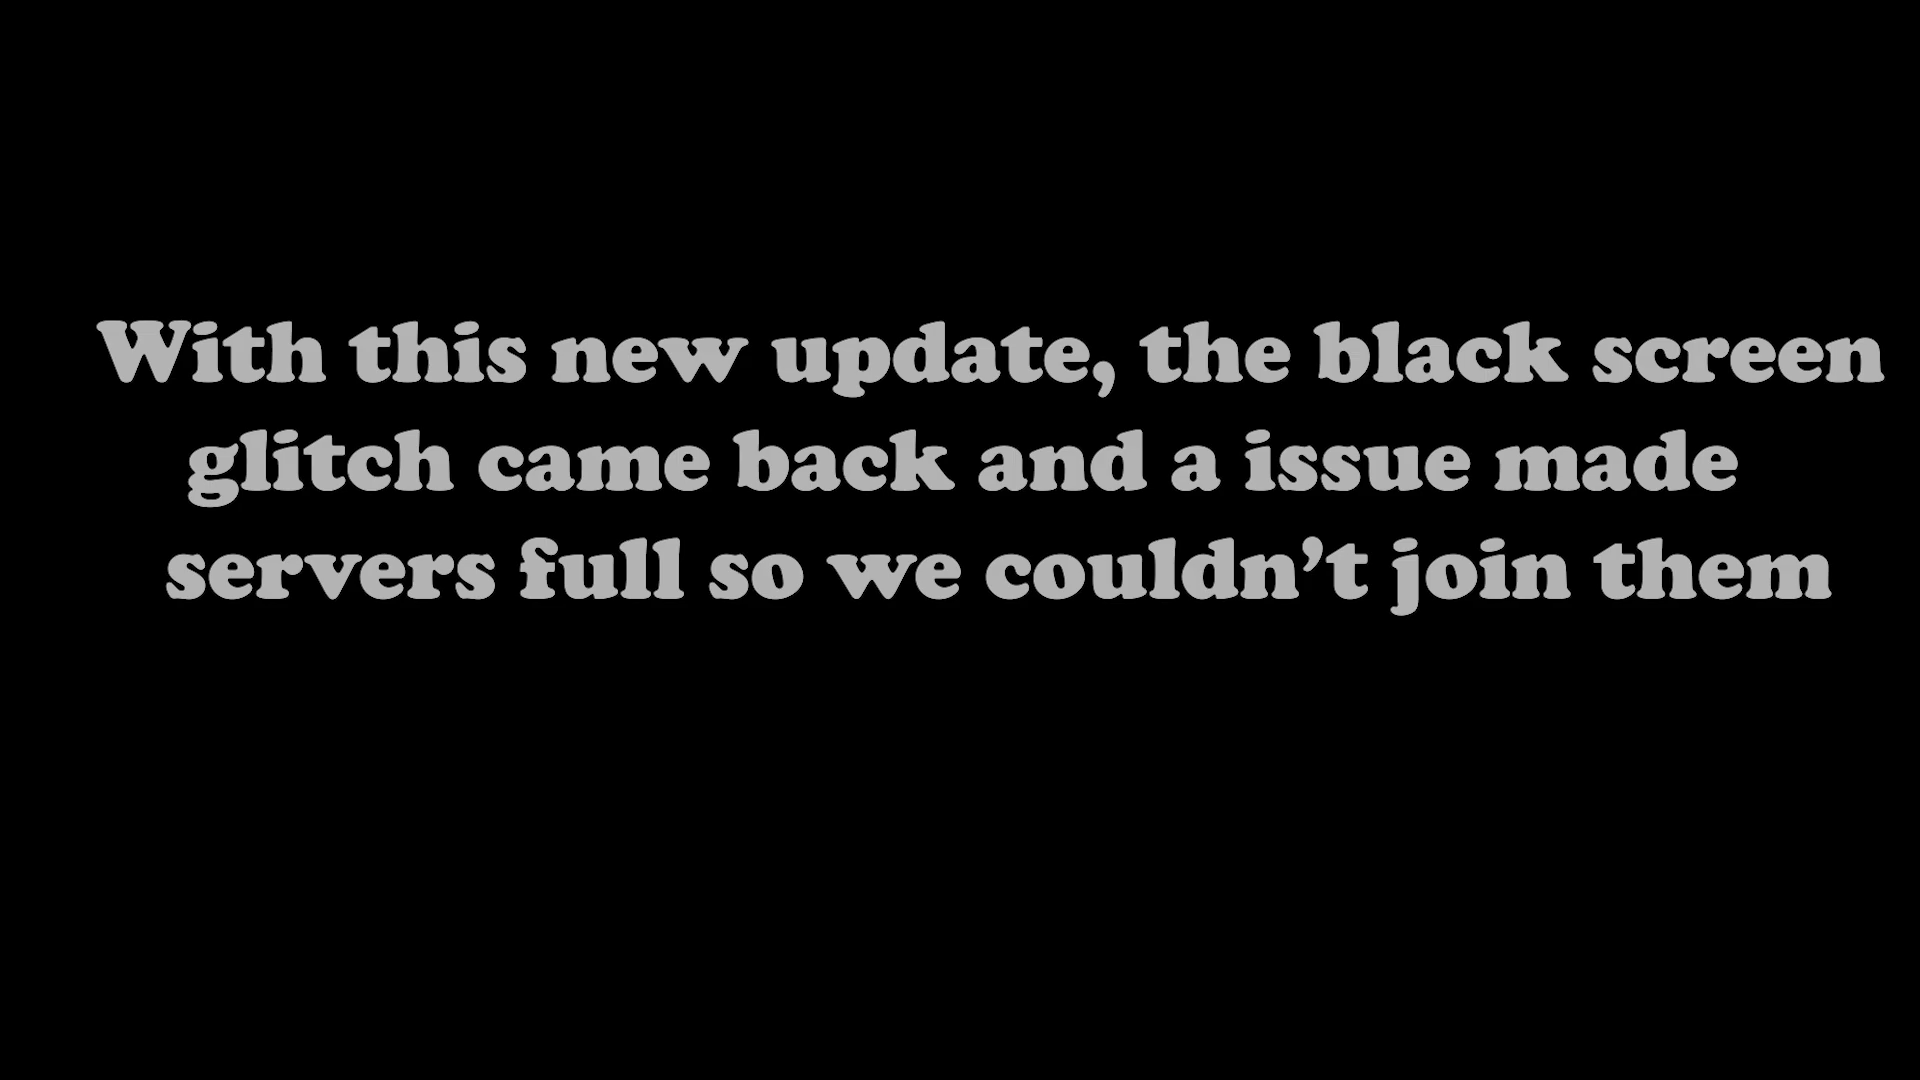 With this new update, the black screen
glitch came back and a issue made
servers full so we couldn’t join them